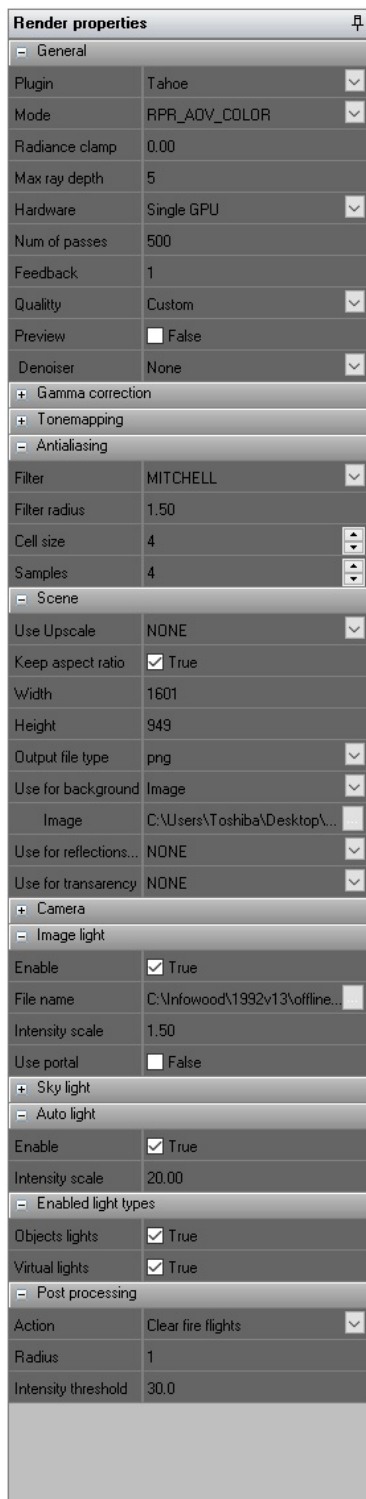 Render properties
General
Plugin Tahoe
Mode RPR_AOV_COLOR
Radiance clamp 0.00
Max ray depth 5
Hardware Single GPU
Num of passes 500
Feedback 1
Qualitty Custom
Preview False
Denoiser None
Gamma correction
Tonemapping
Antialiasing
Filter MITCHELL
Filter radius 1.50
Cell size 4
Samples 4
Scene
Use Upscale NONE
Keep aspect ratio True
Width 1601
Height 949
Output file type png
Use for background Image
Image C:\Users\Toshiba\Desktop\... ...
Use for reflections... NONE
Use for transarency NONE
Camera
Image light
Enable True
File name C:\Infowood\1992v13\offline... ...
Intensity scale 1.50
Use portal False
Sky light
Auto light
Enable True
Intensity scale 20.00
Enabled light types
Objects lights True
Virtual lights True
Post processing
Action Clear fire flights
Radius 1
Intensity threshold 30.0